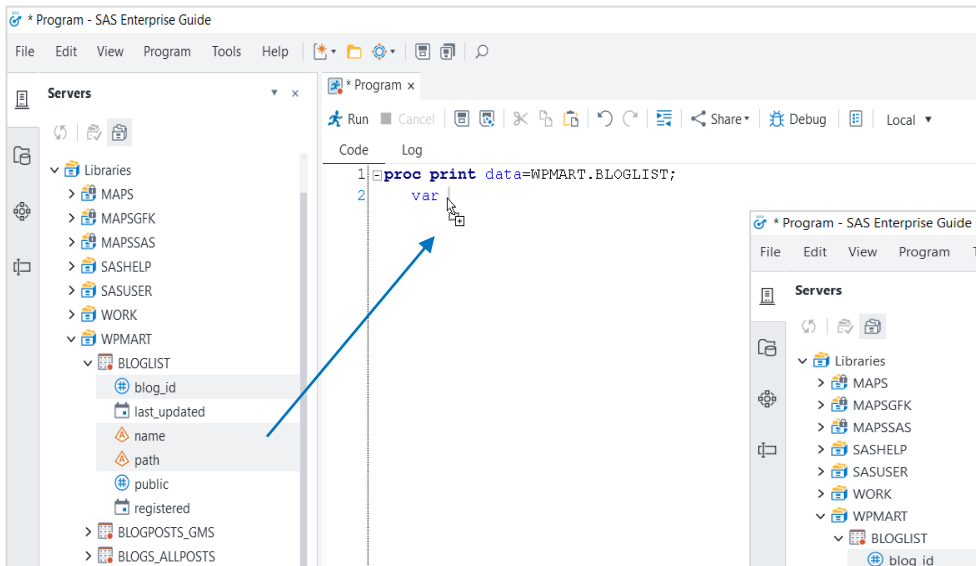 * Program - SAS Enterprise Guide
File Edit View Program Tools Help
Servers
Libraries
MAPS
MAPSGFK
MAPSSAS
SASHELP
SASUSER
WORK
WPMART
BLOGLIST
blog_id
last_updated
name
path
public
registered
BLOGPOSTS_GMS
BLOGS_ALLPOSTS
* Program
Run Cancel Share Debug Local
Code Log
1 proc print data=WPMART.BLOGLIST;
2 var
* Program - SAS Enterprise Guide
File Edit View Program
Servers
Libraries
MAPS
MAPSGFK
MAPSSAS
SASHELP
SASUSER
WORK
WPMART
BLOGLIST
blog_id